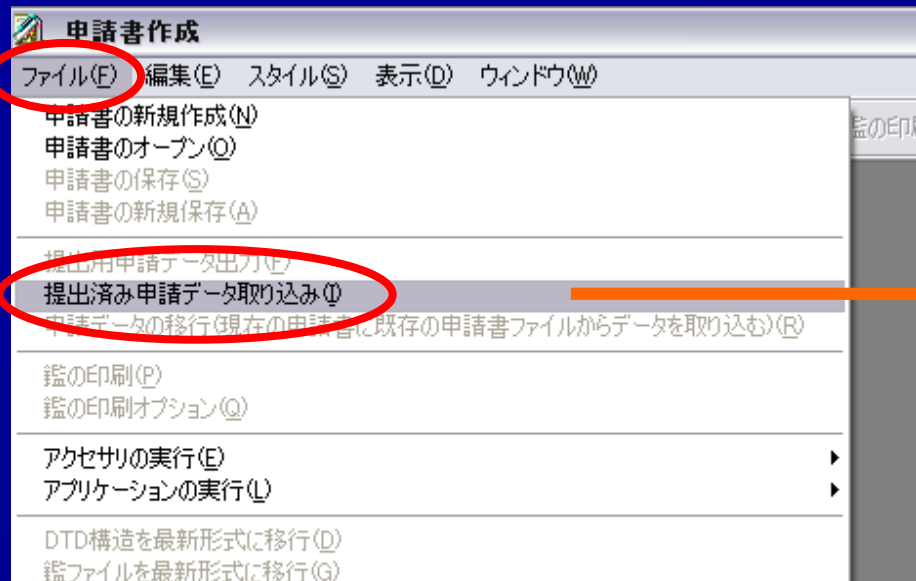 申請書作成
ファイル(F) 編集(E) スタイル(S) 表示(D) ウィンドウ(W)
申請書の新規作成(N)
鑑の印
申請書のオープン(O)
申請書の保存(S)
申請書の新規保存(A)
提出用申請データ出力(F)
提出済み申請データ取り込み(I)
申請データの移行(現在の申請書に既存の申請書ファイルからデータを取り込む)(R)
鑑の印刷(P)
鑑の印刷オプション(Q)
アクセサリの実行(E)
アプリケーションの実行(L)
DTD構造を最新形式に移行(D)
鑑ファイルを最新形式に移行(G)